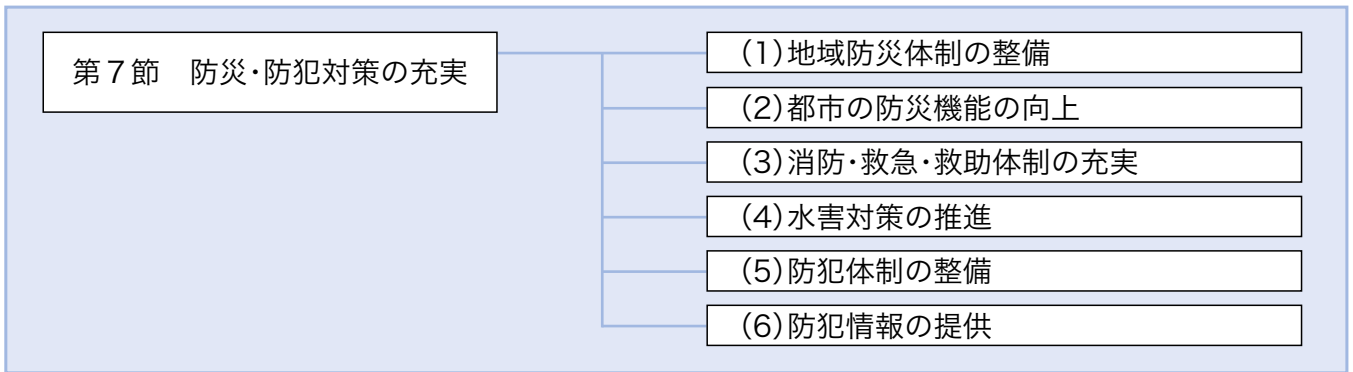 第7節　防災・防犯対策の充実
(1)地域防災体制の整備
(2)都市の防災機能の向上
(3)消防・救急・救助体制の充実
(4)水害対策の推進
(5)防犯体制の整備
(6)防犯情報の提供